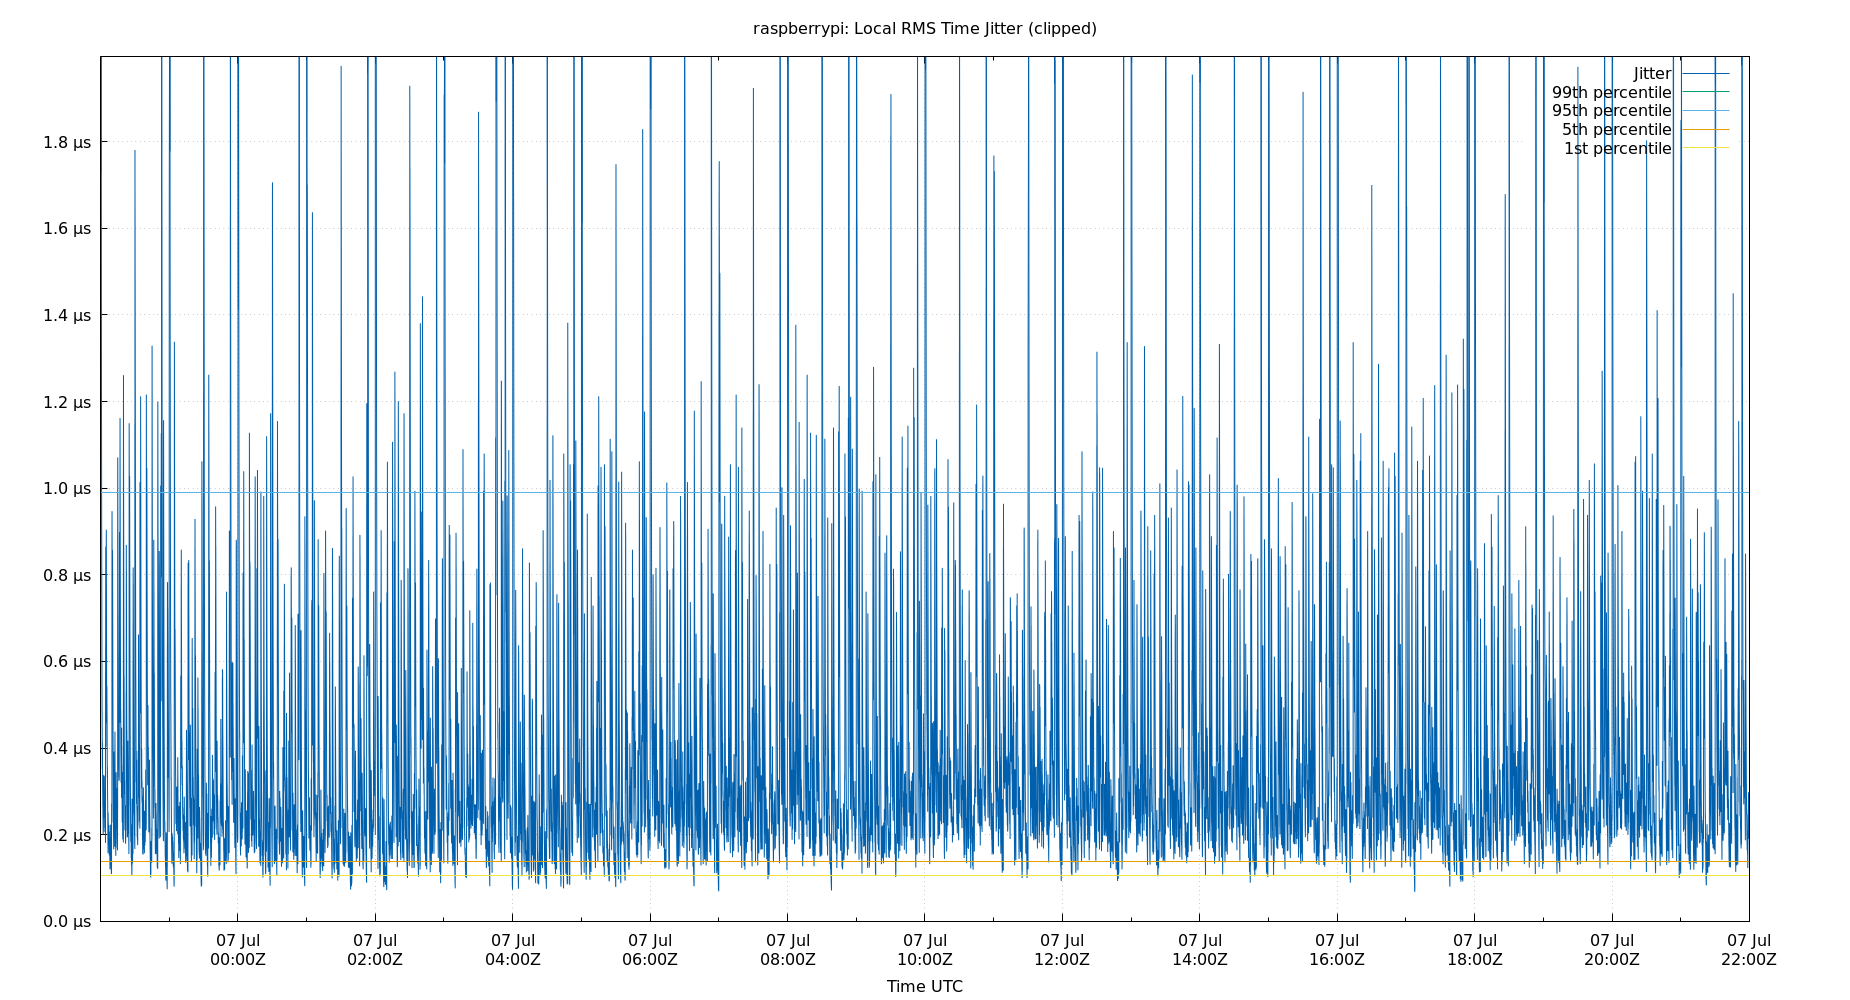 raspberrypi: Local RMS Time Jitter (clipped)
Jitter
99th percentile
95th percentile
5th percentile
1st percentile
1.8 µs
1.6 µs
1.4 µs
1.2 µs
1.0 µs
0.8 µs
0.6 µs
0.4 µs
0.2 µs
0.0 µs
07 Jul 07 Jul 07 Jul 07 Jul 07 Jul 07 Jul 07 Jul 07 Jul 07 Jul 07 Jul 07 Jul 07 Jul
00:00Z 02:00Z 04:00Z 06:00Z 08:00Z 10:00Z 12:00Z 14:00Z 16:00Z 18:00Z 20:00Z 22:00Z
Time UTC